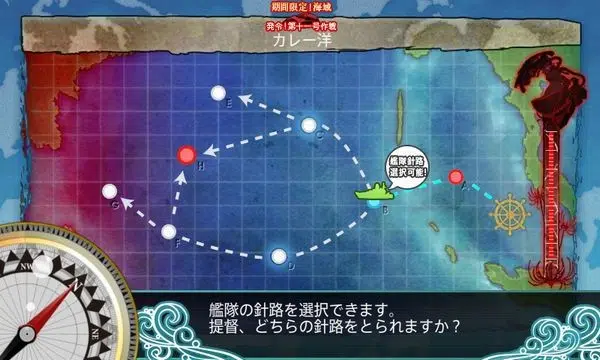 期間限定!海域
発令!第十一号作戦
カレー洋
E
C
艦隊針路
選択可能!
H
A
G
B
F
D
NW
N
NE
艦隊の針路を選択できます。
提督、どちらの針路をとられますか?